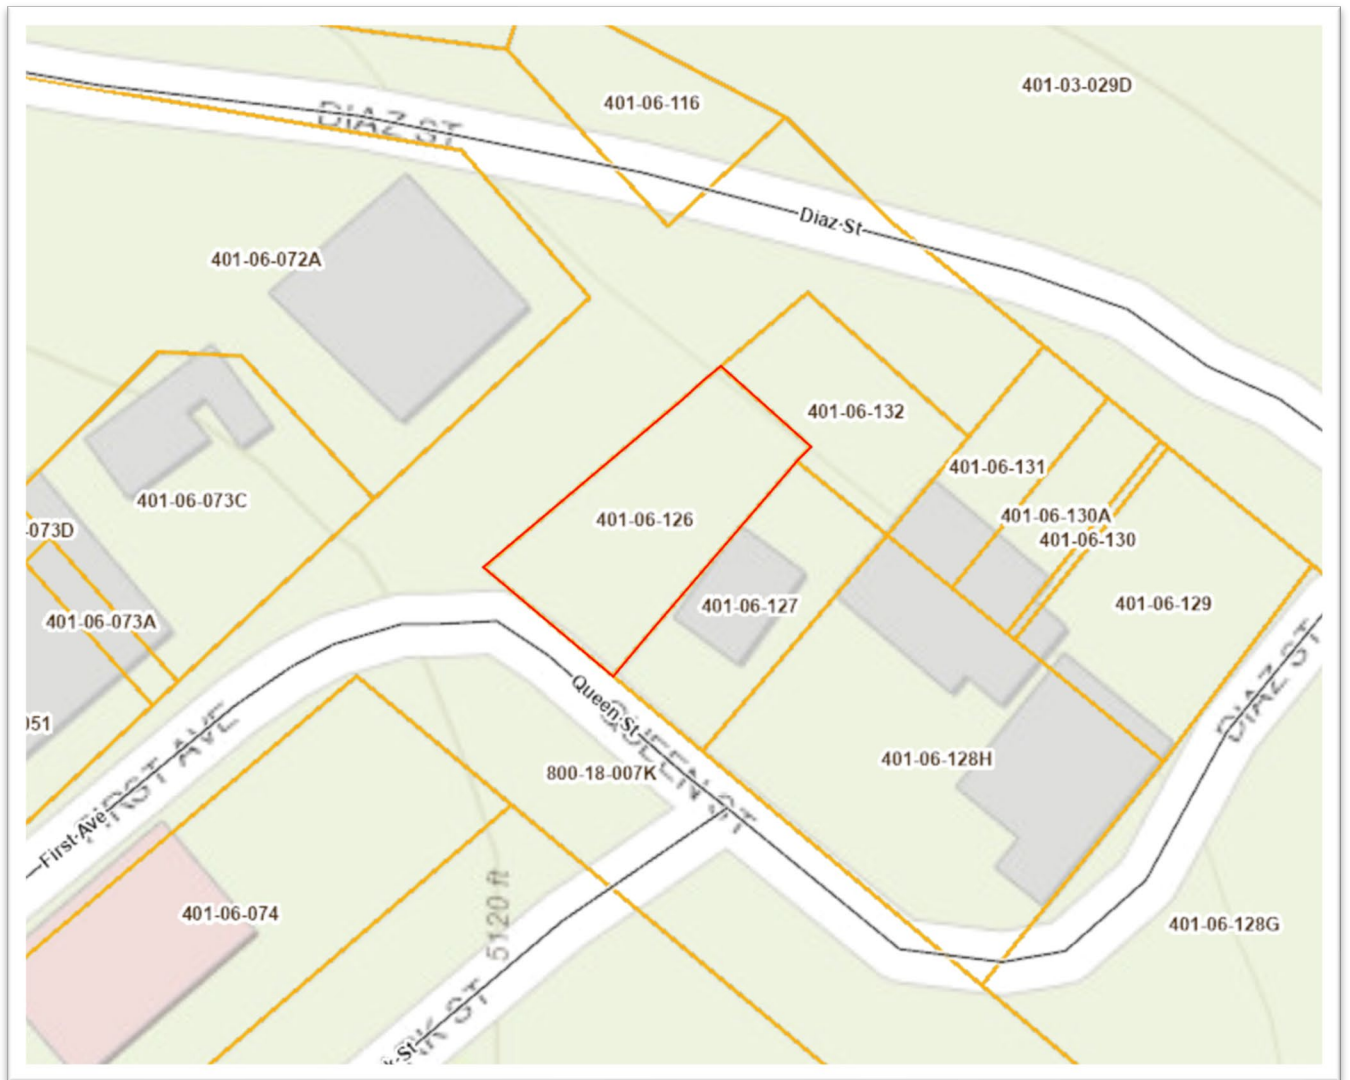 401-03-029D
401-06-116
DIAZ ST
Diaz St
401-06-072A
401-06-132
401-06-131
401-06-073C
401-06-130A
401-06-126
-073D
401-06-130
401-06-129
401-06-127
401-06-073A
DIAZ ST
Queen St
QUEEN ST
FIRST AVE
401-06-128H
800-18-007K
First Ave
401-06-074
5120 ft
401-06-128G
ST
St